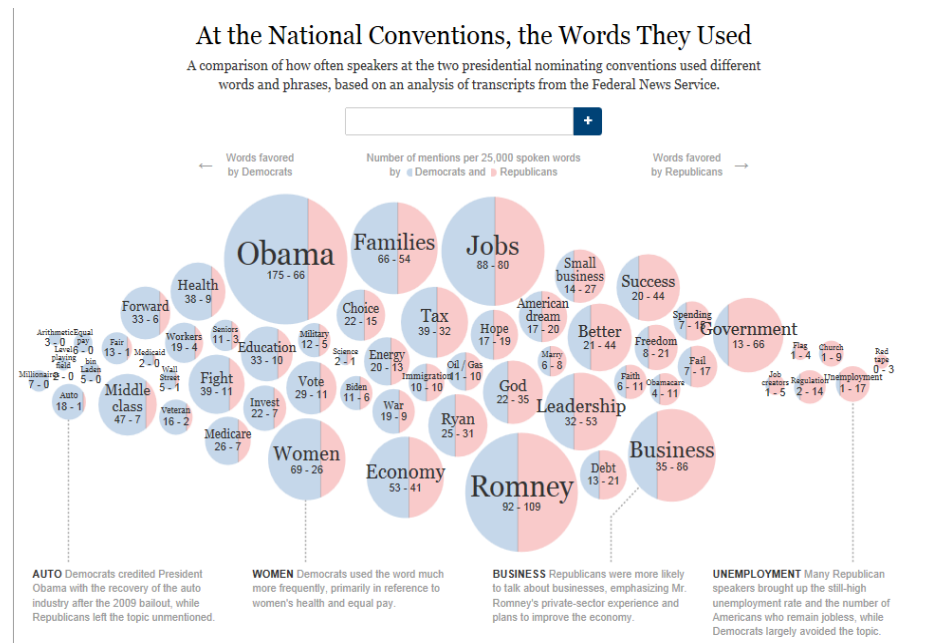 At the National Conventions, the Words They Used
A comparison of how often speakers at the two presidential nominating conventions used different
words and phrases, based on an analysis of transcripts from the Federal News Service.
+
← Words favored
by Democrats
Number of mentions per 25,000 spoken words
by Democrats and Republicans
Words favored →
by Republicans
Obama
175 - 66
Families
66 - 54
Jobs
88 - 80
Small
business
14 - 27
Success
20 - 44
Health
38 - 9
Forward
33 - 6
Choice
22 - 15
Tax
39 - 32
American
dream
17 - 20
Spending
7 - 15
Government
13 - 66
Arithmetic
3 - 0
Equal
pay
6 - 0
Fair
13 - 1
Workers
19 - 4
Seniors
11 - 3
Military
12 - 5
Hope
17 - 19
Better
21 - 44
Freedom
8 - 21
Flag
1 - 4
Church
1 - 9
Red
tape
0 - 3
Level
playing
field
3 - 0
Medicaid
2 - 0
Education
33 - 10
Science
2 - 1
Energy
20 - 13
Marry
6 - 8
Fail
7 - 17
Millionaire
7 - 0
bin
Laden
5 - 0
Wall
Street
5 - 1
Fight
39 - 11
Vote
29 - 11
Biden
11 - 6
Immigration
10 - 10
Oil / Gas
11 - 10
God
22 - 35
Faith
6 - 11
Obamacare
4 - 11
Job
creators
1 - 5
Regulation
2 - 14
Unemployment
1 - 17
Auto
18 - 1
Middle
class
47 - 7
Veteran
16 - 2
Invest
22 - 7
War
19 - 9
Ryan
25 - 31
Leadership
32 - 53
Medicare
26 - 7
Women
69 - 26
Economy
53 - 41
Romney
92 - 109
Debt
13 - 21
Business
35 - 86
AUTO Democrats credited President
Obama with the recovery of the auto
industry after the 2009 bailout, while
Republicans left the topic unmentioned.
WOMEN Democrats used the word much
more frequently, primarily in reference to
women's health and equal pay.
BUSINESS Republicans were more likely
to talk about businesses, emphasizing Mr.
Romney's private-sector experience and
plans to improve the economy.
UNEMPLOYMENT Many Republican
speakers brought up the still-high
unemployment rate and the number of
Americans who remain jobless, while
Democrats largely avoided the topic.